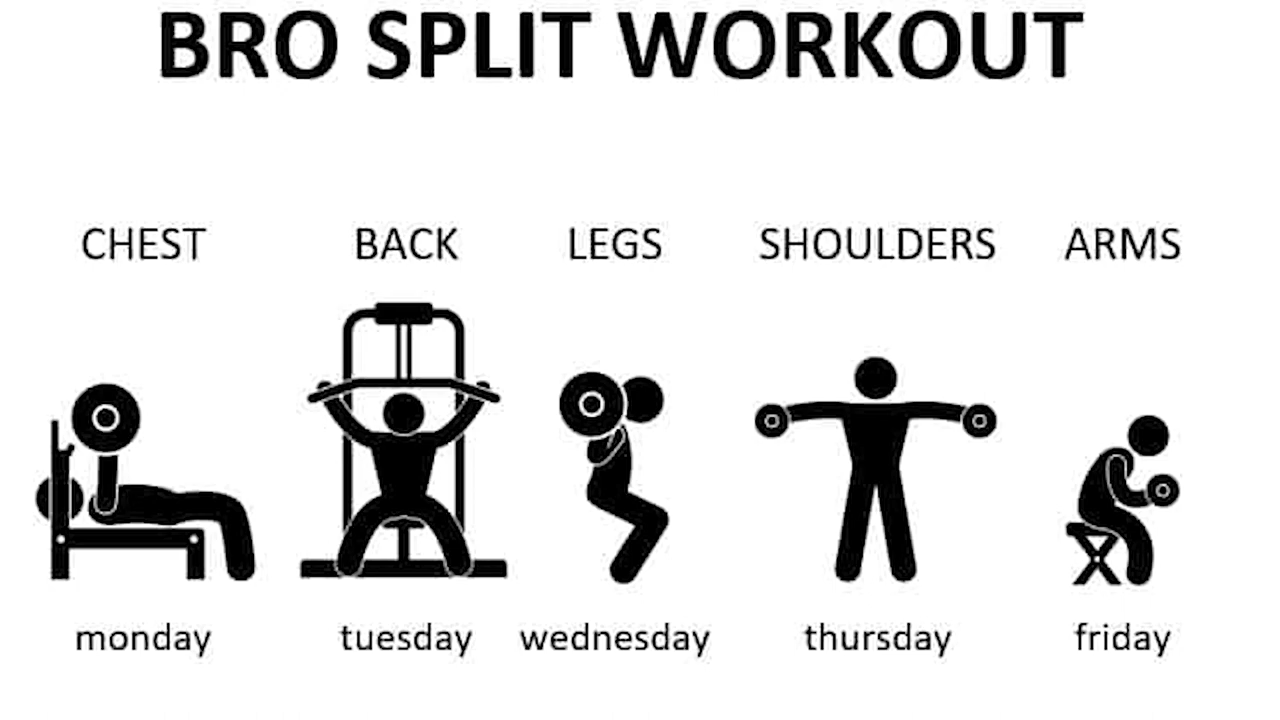 BRO SPLIT WORKOUT
CHEST BACK LEGS SHOULDERS ARMS
monday tuesday wednesday thursday friday